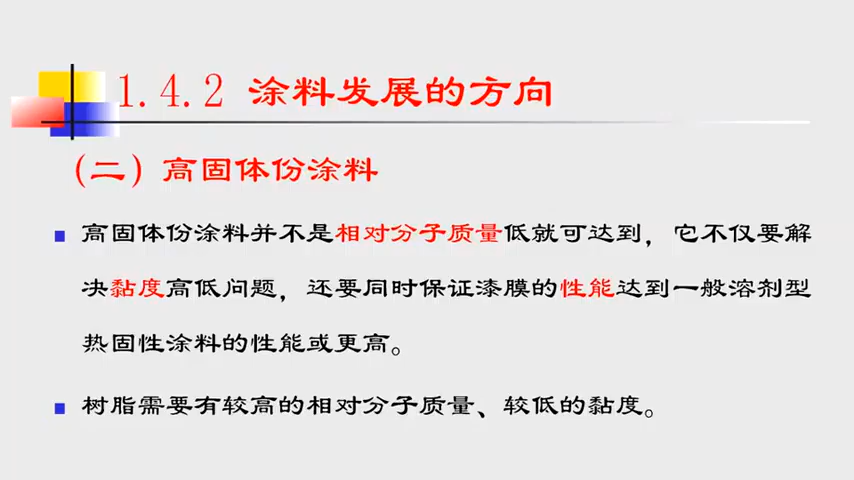 1.4.2 涂料发展的方向
（二）高固体份涂料
高固体份涂料并不是相对分子质量低就可达到，它不仅要解
决黏度高低问题，还要同时保证漆膜的性能达到一般溶剂型
热固性涂料的性能或更高。
树脂需要有较高的相对分子质量、较低的黏度。